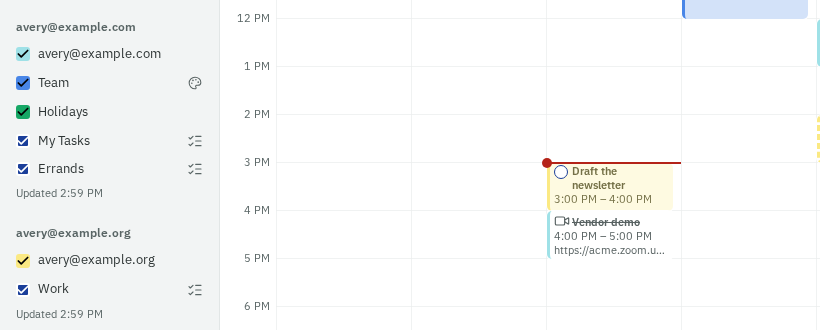 avery@example.com
avery@example.com
Team
Holidays
My Tasks
Errands
Updated 2:59 PM
avery@example.org
avery@example.org
Work
Updated 2:59 PM
12 PM
1 PM
2 PM
3 PM
4 PM
5 PM
6 PM
Draft the
newsletter
3:00 PM – 4:00 PM
Vendor demo
4:00 PM – 5:00 PM
https://acme.zoom.u...